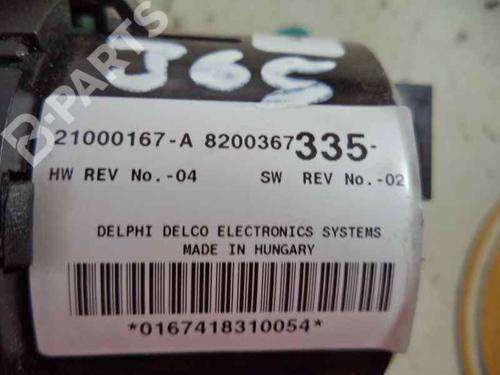 B-PARTS
21000167-A 8200367335-
HW REV No.-04 SW REV No.-02
DELPHI DELCO ELECTRONICS SYSTEMS
MADE IN HUNGARY
*0167418310054*